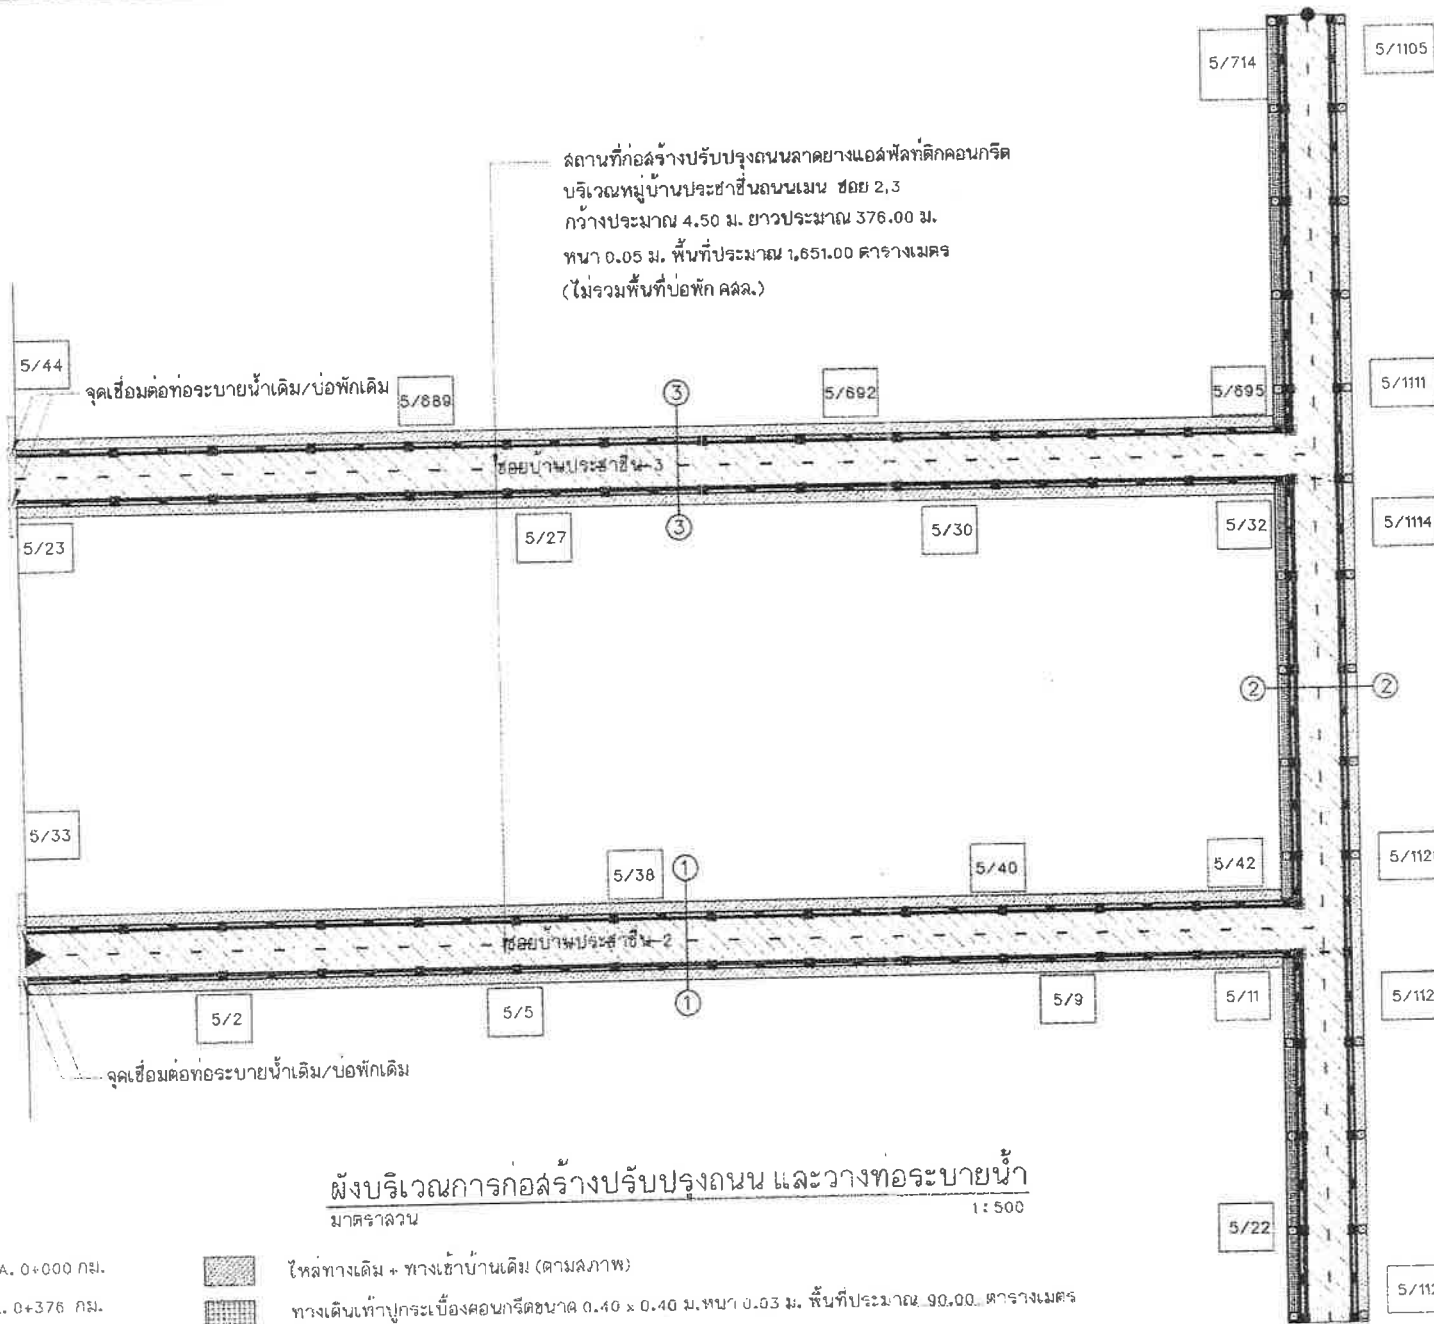 5/714
5/1105
สถานที่ก่อสร้างปรับปรุงถนนลาดยางแอสฟัลท์ติกคอนกรีต
บริเวณหมู่บ้านประชาชื่นถนนเมน ซอย 2,3
กว้างประมาณ 4.50 ม. ยาวประมาณ 376.00 ม.
หนา 0.05 ม. พื้นที่ประมาณ 1,651.00 ตารางเมตร
(ไม่รวมพื้นที่บ่อพัก คสล.)
5/44
จุดเชื่อมต่อท่อระบายน้ำเดิม/บ่อพักเดิม
5/689
3
5/692
5/695
5/1111
ซอยบ้านประชาชื่น-3
5/23
5/27
3
5/30
5/32
5/1114
2
2
5/33
5/38
1
5/40
5/42
5/112
ซอยบ้านประชาชื่น-2
5/2
5/5
1
5/9
5/11
5/112
จุดเชื่อมต่อท่อระบายน้ำเดิม/บ่อพักเดิม
ผังบริเวณการก่อสร้างปรับปรุงถนน และวางท่อระบายน้ำ
มาตราส่วน 1:500
5/22
5/112
A. 0+000 กม.
ไหล่ทางเดิม + ทางเข้าบ้านเดิม (ตามสภาพ)
. 0+376 กม.
ทางเดินเท้าปูกระเบื้องคอนกรีตขนาด 0.40 x 0.40 ม.หนา 0.03 ม. พื้นที่ประมาณ 90.00 ตารางเมตร